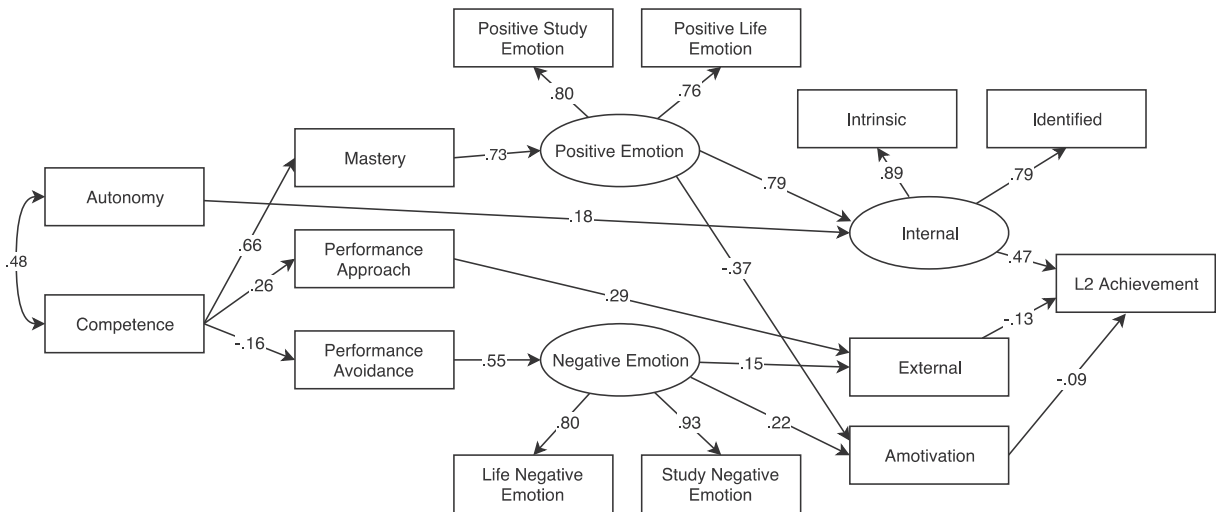 Positive Study
Emotion
Positive Life
Emotion
.80
.76
Intrinsic
Identified
Mastery
.73
Positive Emotion
.89
.79
.79
Autonomy
.18
Internal
.48
.66
Performance
Approach
.26
-.37
.47
L2 Achievement
.29
Competence
-.16
-.13
Performance
Avoidance
.55
Negative Emotion
.15
External
-.09
.80
.93
.22
Life Negative
Emotion
Study Negative
Emotion
Amotivation